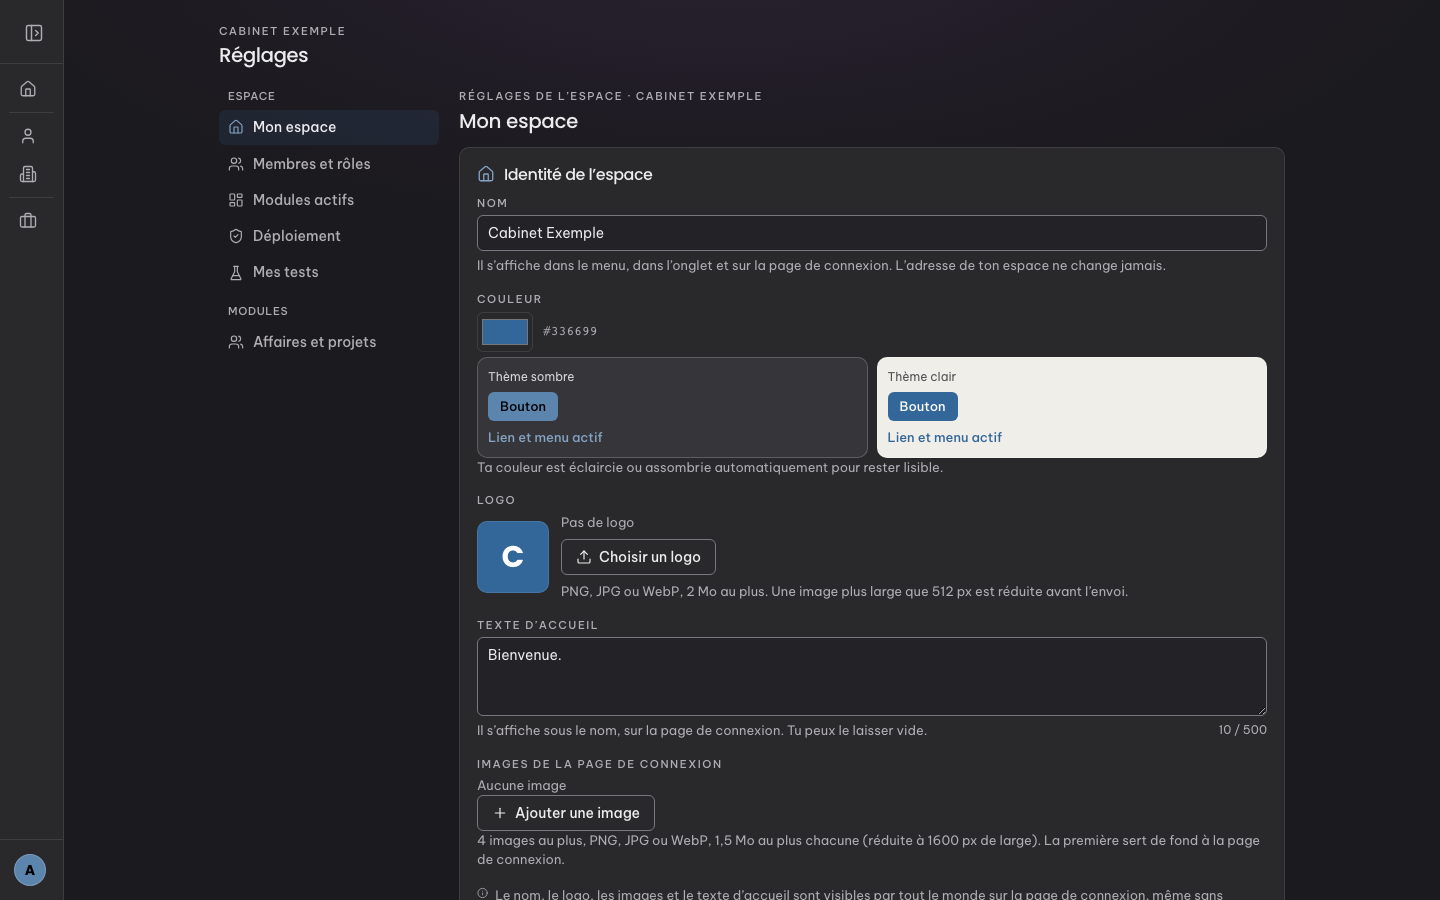 CABINET EXEMPLE
Réglages
ESPACE
Mon espace
Membres et rôles
Modules actifs
Déploiement
Mes tests
MODULES
Affaires et projets
RÉGLAGES DE L’ESPACE · CABINET EXEMPLE
Mon espace
Identité de l’espace
NOM
Cabinet Exemple
Il s’affiche dans le menu, dans l’onglet et sur la page de connexion. L’adresse de ton espace ne change jamais.
COULEUR
#336699
Thème sombre
Bouton
Lien et menu actif
Thème clair
Bouton
Lien et menu actif
Ta couleur est éclaircie ou assombrie automatiquement pour rester lisible.
LOGO
C
Pas de logo
Choisir un logo
PNG, JPG ou WebP, 2 Mo au plus. Une image plus large que 512 px est réduite avant l’envoi.
TEXTE D’ACCUEIL
Bienvenue.
Il s’affiche sous le nom, sur la page de connexion. Tu peux le laisser vide.
10 / 500
IMAGES DE LA PAGE DE CONNEXION
Aucune image
Ajouter une image
4 images au plus, PNG, JPG ou WebP, 1,5 Mo au plus chacune (réduite à 1600 px de large). La première sert de fond à la page
de connexion.
Le nom, le logo, les images et le texte d’accueil sont visibles par tout le monde sur la page de connexion, même sans
A